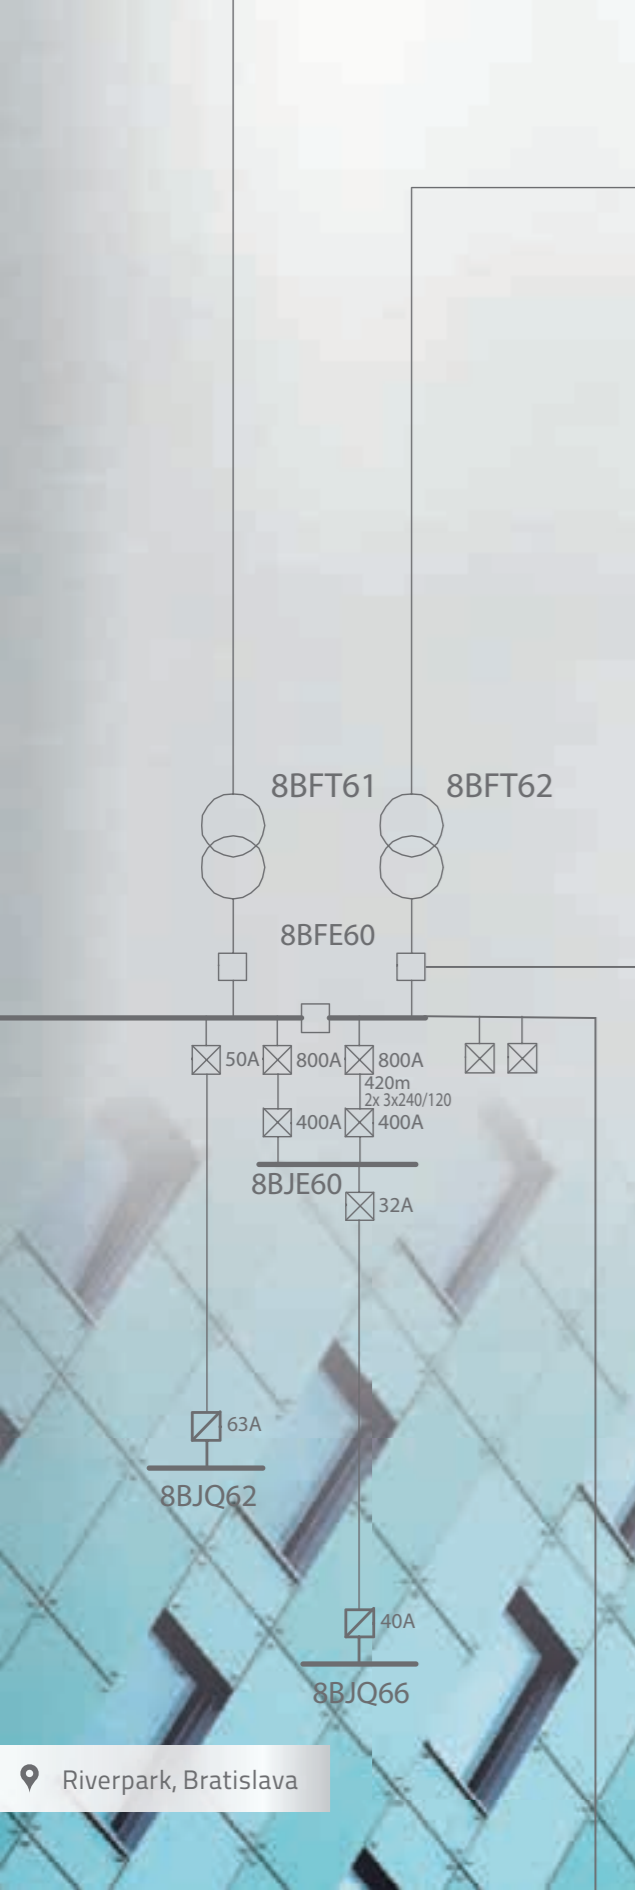 8BFT61 8BFT62
8BFE60
50A 800A 800A
420m
2x 3x240/120
400A 400A
8BJE60
32A
63A
8BJQ62
40A
8BJQ66
Riverpark, Bratislava